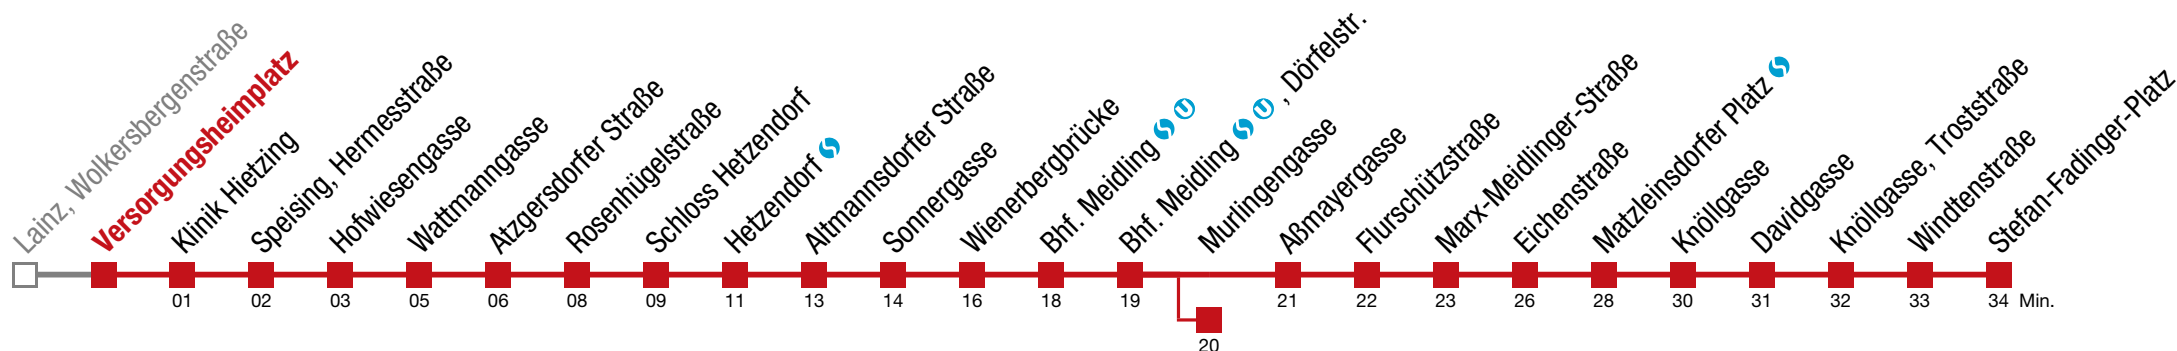 Lainz, Wolkersbergenstraße
Versorgungsheimplatz
Klinik Hietzing
Speising, Hermesstraße
Hofwiesengasse
Wattmanngasse
Atzgersdorfer Straße
Rosenhügelstraße
Schloss Hetzendorf
Hetzendorf S
Altmannsdorfer Straße
Sonnergasse
Wienerbergbrücke
Bhf. Meidling S U
Bhf. Meidling S U , Dörfelstr.
Murlingengasse
Aßmayergasse
Flurschützstraße
Marx-Meidlinger-Straße
Eichenstraße
Matzleinsdorfer Platz S
Knöllgasse
Davidgasse
Knöllgasse, Troststraße
Windtenstraße
Stefan-Fadinger-Platz
01 02 03 05 06 08 09 11 13 14 16 18 19 21 22 23 26 28 30 31 32 33 34 Min.
20